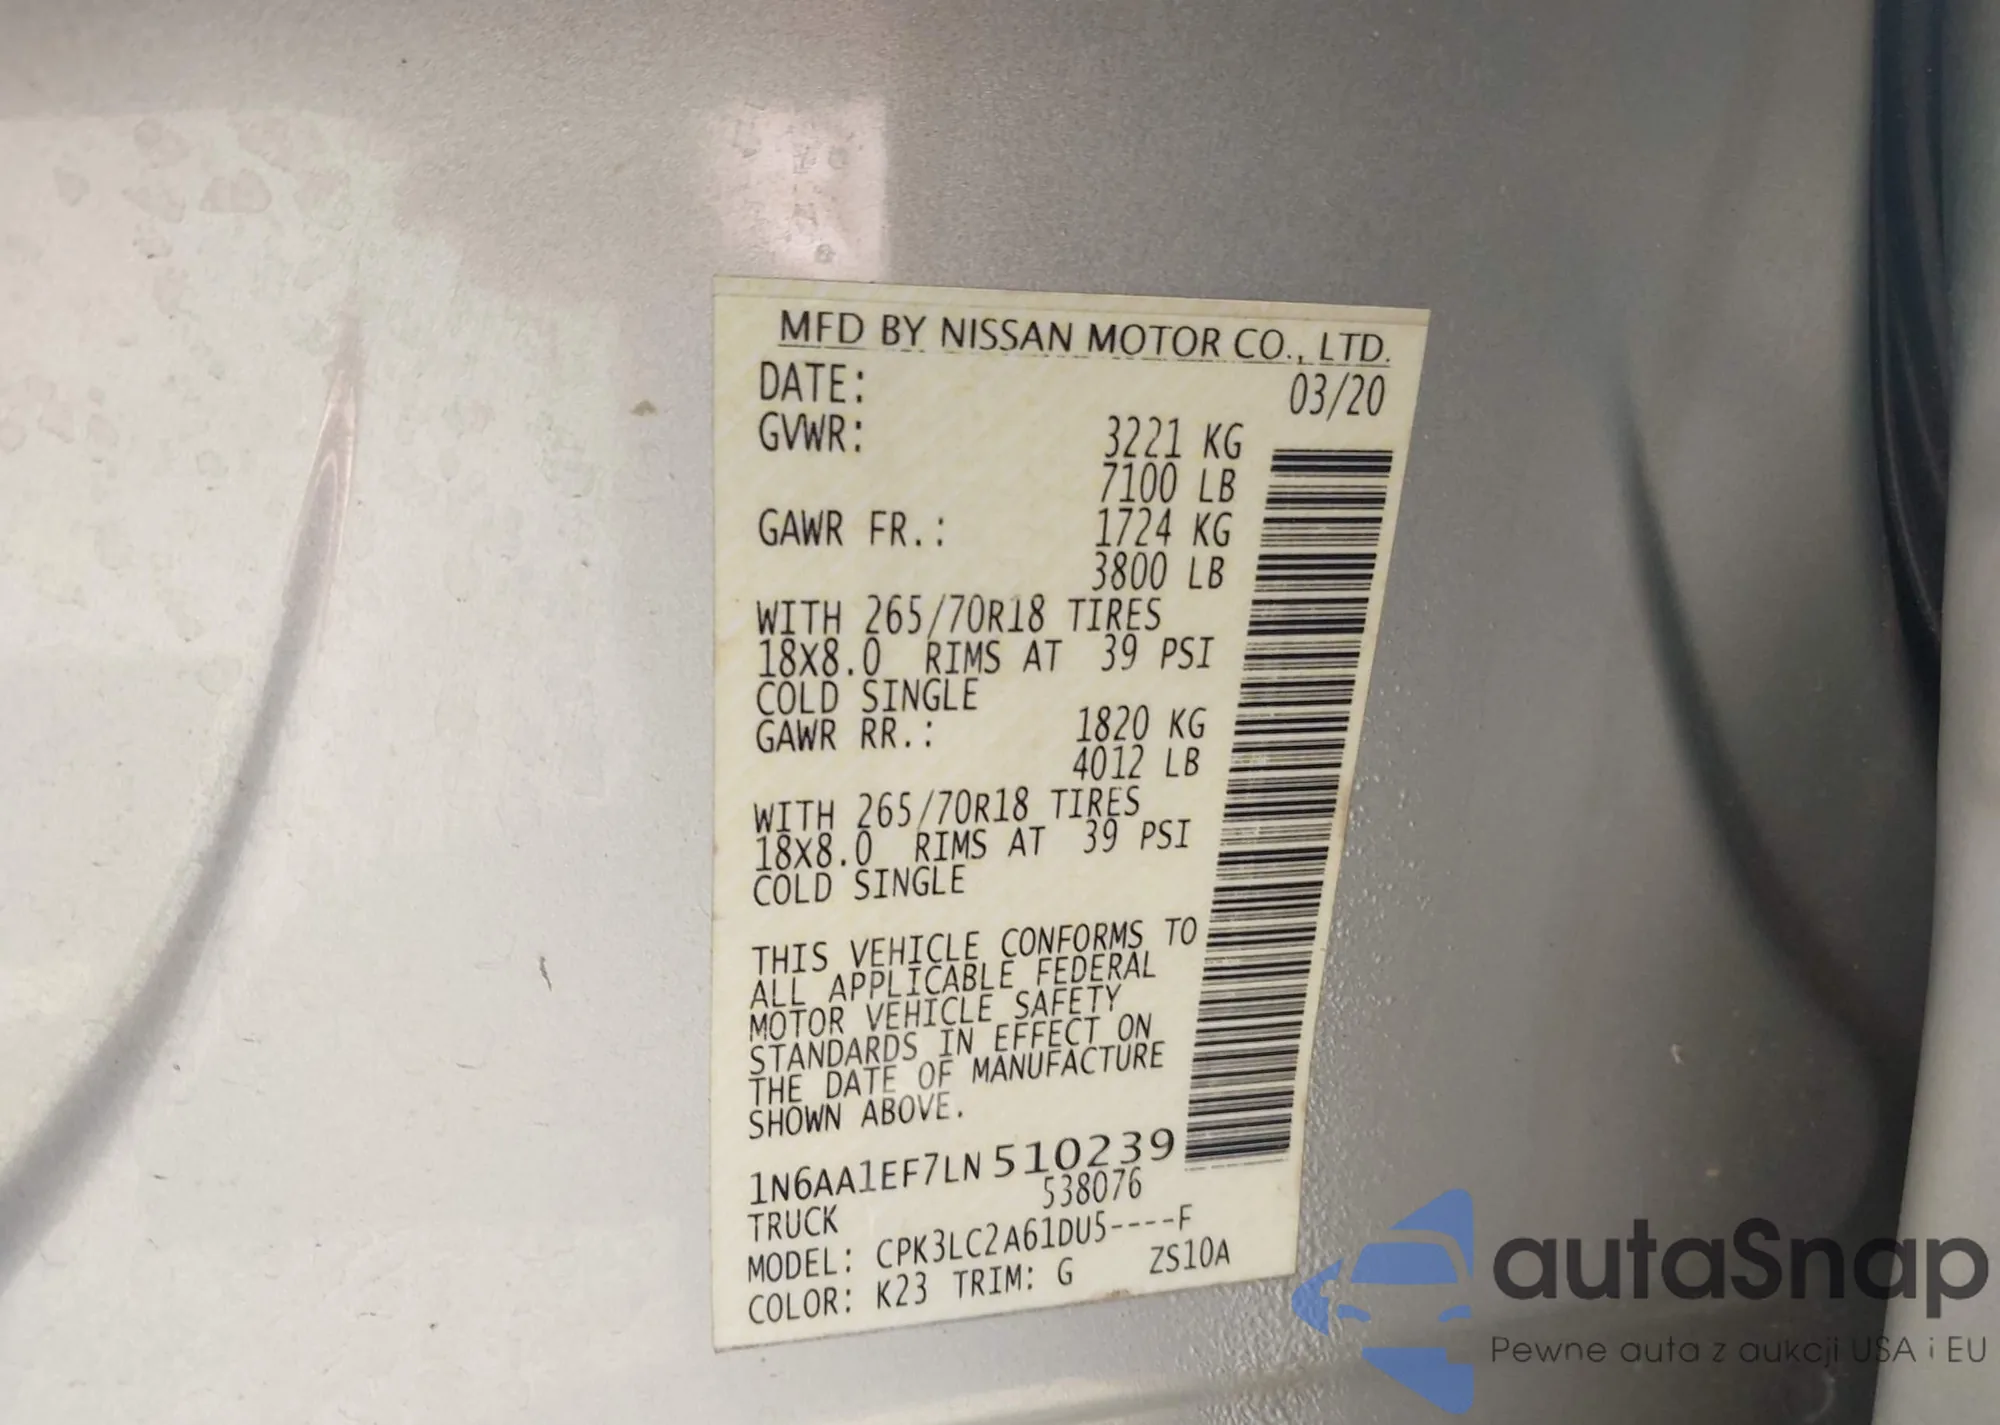 MFD BY NISSAN MOTOR CO., LTD.
DATE: 03/20
GVWR: 3221 KG
7100 LB
GAWR FR.: 1724 KG
3800 LB
WITH 265/70R18 TIRES
18X8.0 RIMS AT 39 PSI
COLD SINGLE
GAWR RR.: 1820 KG
4012 LB
WITH 265/70R18 TIRES
18X8.0 RIMS AT 39 PSI
COLD SINGLE
THIS VEHICLE CONFORMS TO
ALL APPLICABLE FEDERAL
MOTOR VEHICLE SAFETY
STANDARDS IN EFFECT ON
THE DATE OF MANUFACTURE
SHOWN ABOVE.
1N6AA1EF7LN510239
538076
TRUCK
MODEL: CPK3LC2A61DU5----F
COLOR: K23 TRIM: G ZS10A
autaSnap
Pewne auta z aukcji USA i EU